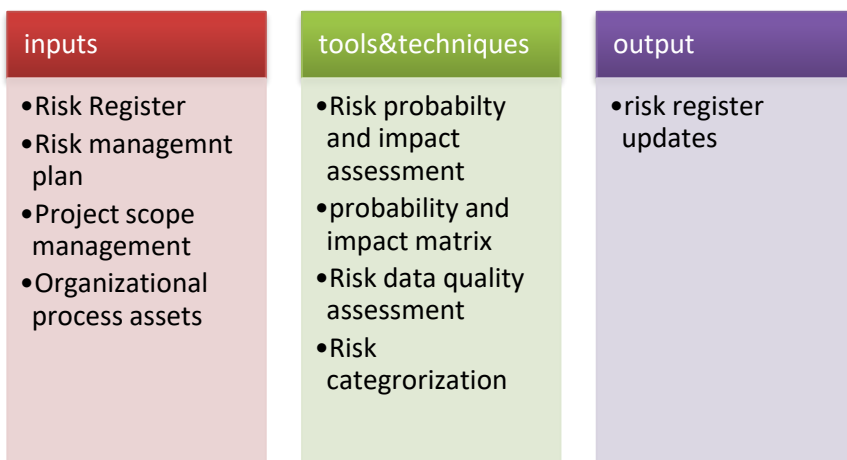 inputs
•Risk Register
•Risk managemnt
plan
•Project scope
management
•Organizational
process assets
tools&techniques
•Risk probabilty
and impact
assessment
•probability and
impact matrix
•Risk data quality
assessment
•Risk
categrorization
output
•risk register
updates